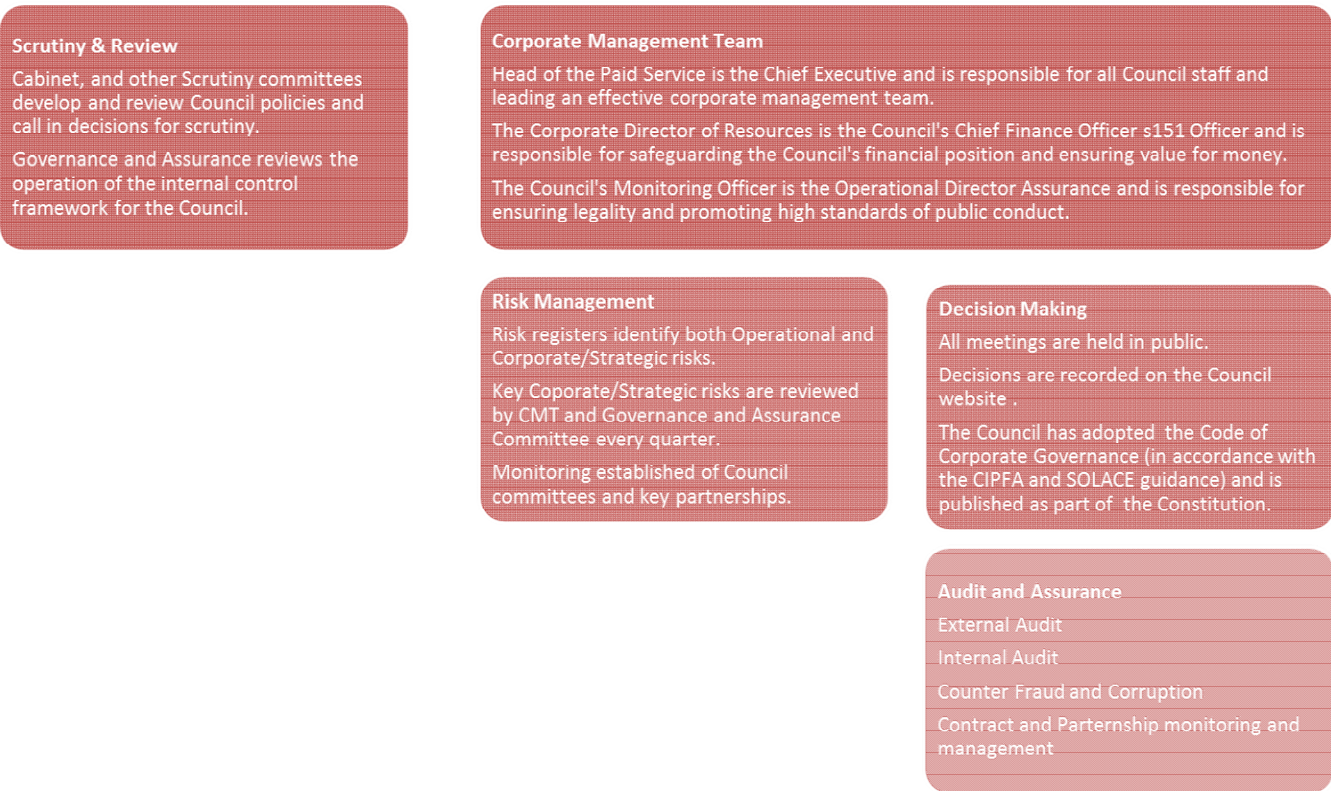 Scrutiny & Review
Cabinet, and other Scrutiny committees
develop and review Council policies and
call in decisions for scrutiny.
Governance and Assurance reviews the
operation of the internal control
framework for the Council.
Corporate Management Team
Head of the Paid Service is the Chief Executive and is responsible for all Council staff and
leading an effective corporate management team.
The Corporate Director of Resources is the Council's Chief Finance Officer s151 Officer and is
responsible for safeguarding the Council's financial position and ensuring value for money.
The Council's Monitoring Officer is the Operational Director Assurance and is responsible for
ensuring legality and promoting high standards of public conduct.
Risk Management
Risk registers identify both Operational and
Corporate/Strategic risks.
Key Coporate/Strategic risks are reviewed
by CMT and Governance and Assurance
Committee every quarter.
Monitoring established of Council
committees and key partnerships.
Decision Making
All meetings are held in public.
Decisions are recorded on the Council
website .
The Council has adopted the Code of
Corporate Governance (in accordance with
the CIPFA and SOLACE guidance) and is
published as part of the Constitution.
Audit and Assurance
External Audit
Internal Audit
Counter Fraud and Corruption
Contract and Parternship monitoring and
management